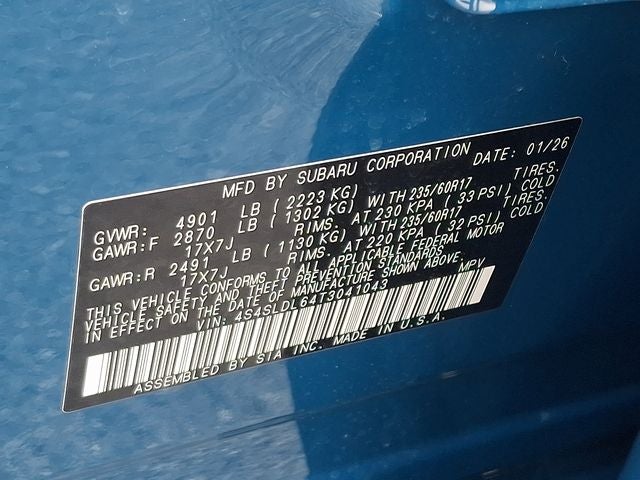 MFD BY SUBARU CORPORATION DATE: 01/26
GVWR: 4901 LB ( 2223 KG)
GAWR:F 2870 LB ( 1302 KG) WITH 235/60R17 TIRES.
17X7J RIMS. AT 230 KPA ( 33 PSI) COLD
GAWR:R 2491 LB ( 1130 KG) WITH 235/60R17 TIRES.
17X7J RIMS. AT 220 KPA ( 32 PSI) COLD.
THIS VEHICLE CONFORMS TO ALL APPLICABLE FEDERAL MOTOR
VEHICLE SAFETY AND THEFT PREVENTION STANDARDS
IN EFFECT ON THE DATE OF MANUFACTURE SHOWN ABOVE.
VIN: 4S4SLDL64T3041043 MPV
ASSEMBLED BY SIA INC. MADE IN U.S.A.